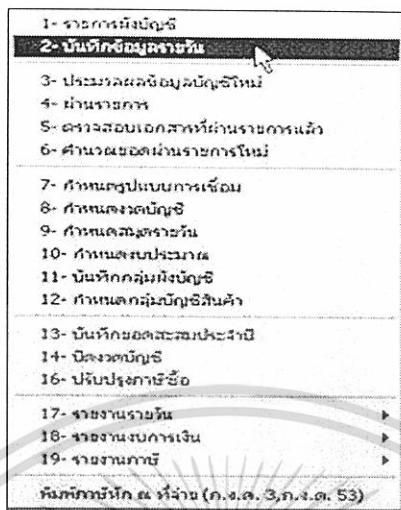 1- รายการผังบัญชี
2- บันทึกข้อมูลรายวัน
3- ประมวลผลข้อมูลบัญชีใหม่
4- ผ่านรายการ
5- ตรวจสอบเอกสารที่ผ่านรายการแล้ว
6- คำนวณยอดผ่านรายการใหม่
7- กำหนดรูปแบบการเชื่อม
8- กำหนดงวดบัญชี
9- กำหนดสมุดรายวัน
10- กำหนดงบประมาณ
11- บันทึกกลุ่มผังบัญชี
12- กำหนดกลุ่มบัญชีสินค้า
13- บันทึกยอดสะสมประจำปี
14- ปิดงวดบัญชี
16- ปรับปรุงภาษีซื้อ
17- รายงานรายวัน
18- รายงานงบการเงิน
19- รายงานภาษี
พิมพ์ภาษีหัก ณ ที่จ่าย (ภ.ง.ด. 3,ภ.ง.ด. 53)